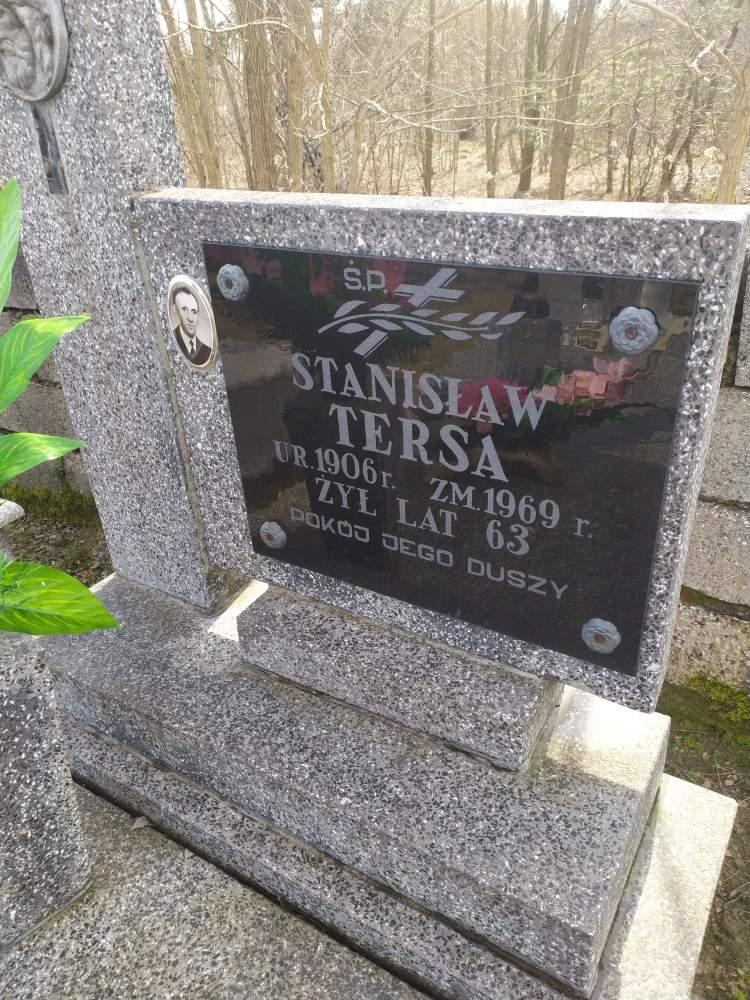 Ś.P.
STANISŁAW
TERSA
UR.1906r. ZM.1969 r.
ŻYŁ LAT 63
POKÓJ JEGO DUSZY